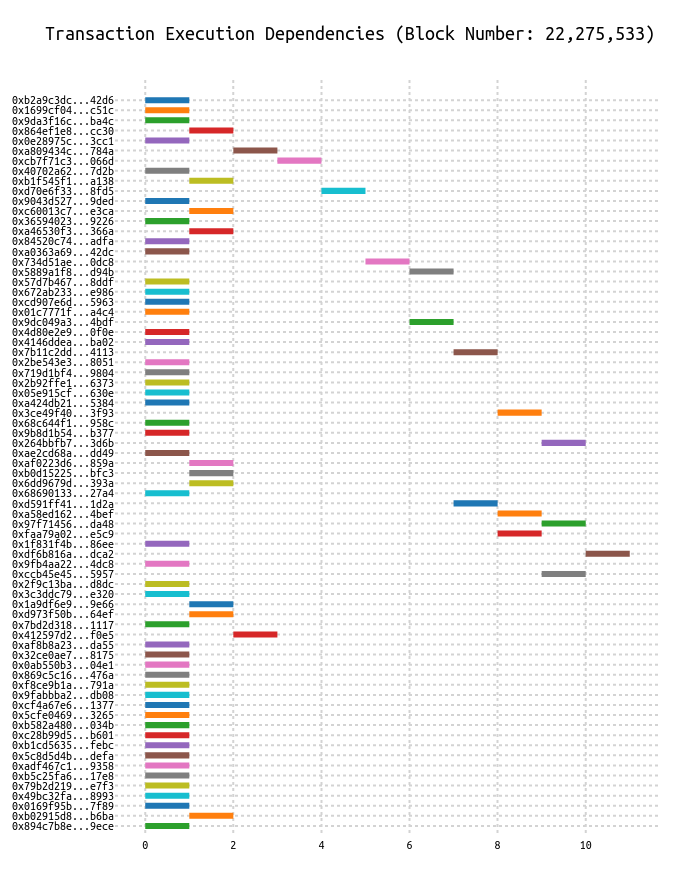 Transaction Execution Dependencies (Block Number: 22,275,533)
0xb2a9c3dc...42d6
0x1699cf04...c51c
0x9da3f16c...ba4c
0x864ef1e8...cc30
0x0e28975c...3cc1
0xa809434c...784a
0xcb7f71c3...066d
0x40702a62...7d2b
0xb1f545f1...a138
0xd70e6f33...8fd5
0x9043d527...9ded
0xc60013c7...e3ca
0x36594023...9226
0xa46530f3...366a
0x84520c74...adfa
0xa0363a69...42dc
0x734d51ae...0dc8
0x5889a1f8...d94b
0x57d7b467...8ddf
0x672ab233...e986
0xcd907e6d...5963
0x01c7771f...a4c4
0x9dc049a3...4bdf
0x4d80e2e9...0f0e
0x4146ddea...ba02
0x7b11c2dd...4113
0x2be543e3...8051
0x719d1bf4...9804
0x2b92ffe1...6373
0x05e915cf...630e
0xa424db21...5384
0x3ce49f40...3f93
0x68c644f1...958c
0x9b8d1b54...b377
0x264bbfb7...3d6b
0xae2cd68a...dd49
0xaf0223d6...859a
0xb0d15225...bfc3
0x6dd9679d...393a
0x68690133...27a4
0xd591ff41...1d2a
0xa58ed162...4bef
0x97f71456...da48
0xfaa79a02...e5c9
0x1f831f4b...86ee
0xdf6b816a...dca2
0x9fb4aa22...4dc8
0xccb45e45...5957
0x2f9c13ba...d8dc
0x3c3ddc79...e320
0x1a9df6e9...9e66
0xd973f50b...64ef
0x7bd2d318...1117
0x412597d2...f0e5
0xaf8b8a23...da55
0x32ce0ae7...8175
0x0ab550b3...04e1
0x869c5c16...476a
0xf8ce9b1a...791a
0x9fabbba2...db08
0xcf4a67e6...1377
0x5cfe0469...3265
0xb582a480...034b
0xc28b99d5...b601
0xb1cd5635...febc
0x5c8d5d4b...defa
0xadf467c1...9358
0xb5c25fa6...17e8
0x79b2d219...e7f3
0x49bc32fa...8993
0x0169f95b...7f89
0xb02915d8...b6ba
0x894c7b8e...9ece
0 2 4 6 8 10